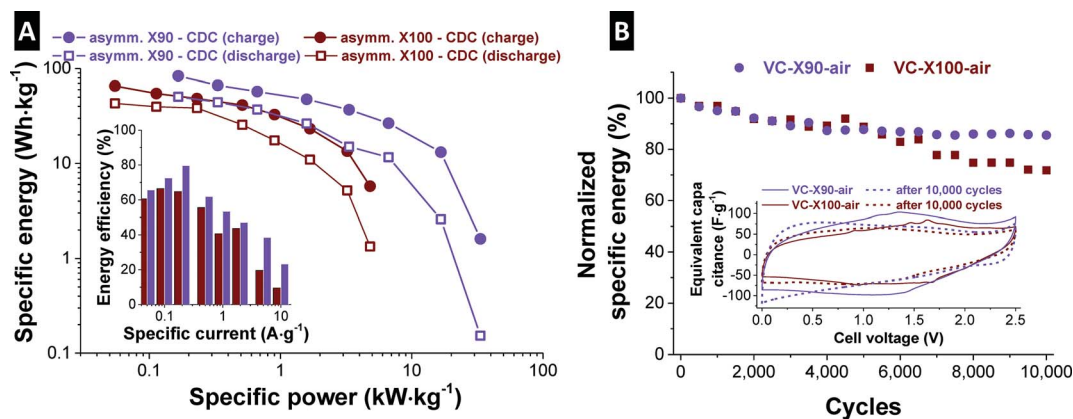 A
asymm. X90 - CDC (charge)
asymm. X100 - CDC (charge)
asymm. X90 - CDC (discharge)
asymm. X100 - CDC (discharge)
Specific energy (Wh·kg⁻¹)
100
10
1
0.1
0.1
1
10
100
Specific power (kW·kg⁻¹)
Energy efficiency (%)
100
80
60
40
20
0
0.1
1
10
Specific current (A·g⁻¹)
B
VC-X90-air
VC-X100-air
Normalized
specific energy (%)
100
80
60
40
20
0
0
2,000
4,000
6,000
8,000
10,000
Cycles
VC-X90-air
after 10,000 cycles
VC-X100-air
after 10,000 cycles
Equivalent capa
citance (F·g⁻¹)
100
50
0
-50
-100
0.0
0.5
1.0
1.5
2.0
2.5
Cell voltage (V)